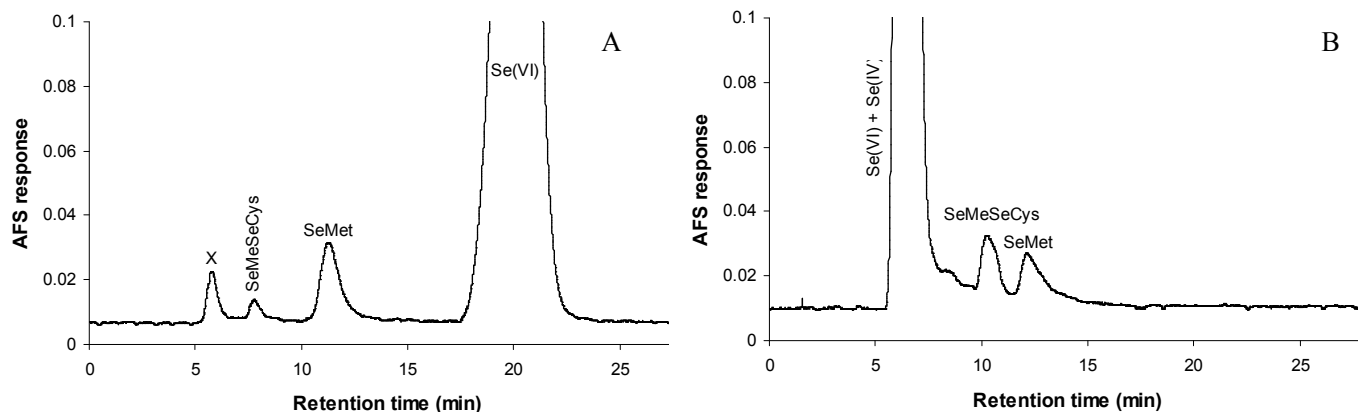 A
0.1
0.08
0.06
0.04
0.02
0
AFS response
X
SeMeSeCys
SeMet
Se(VI)
0 5 10 15 20 25
Retention time (min)
B
0.1
0.08
0.06
0.04
0.02
0
AFS response
Se(VI) + Se(IV)
SeMeSeCys
SeMet
0 5 10 15 20 25
Retention time (min)